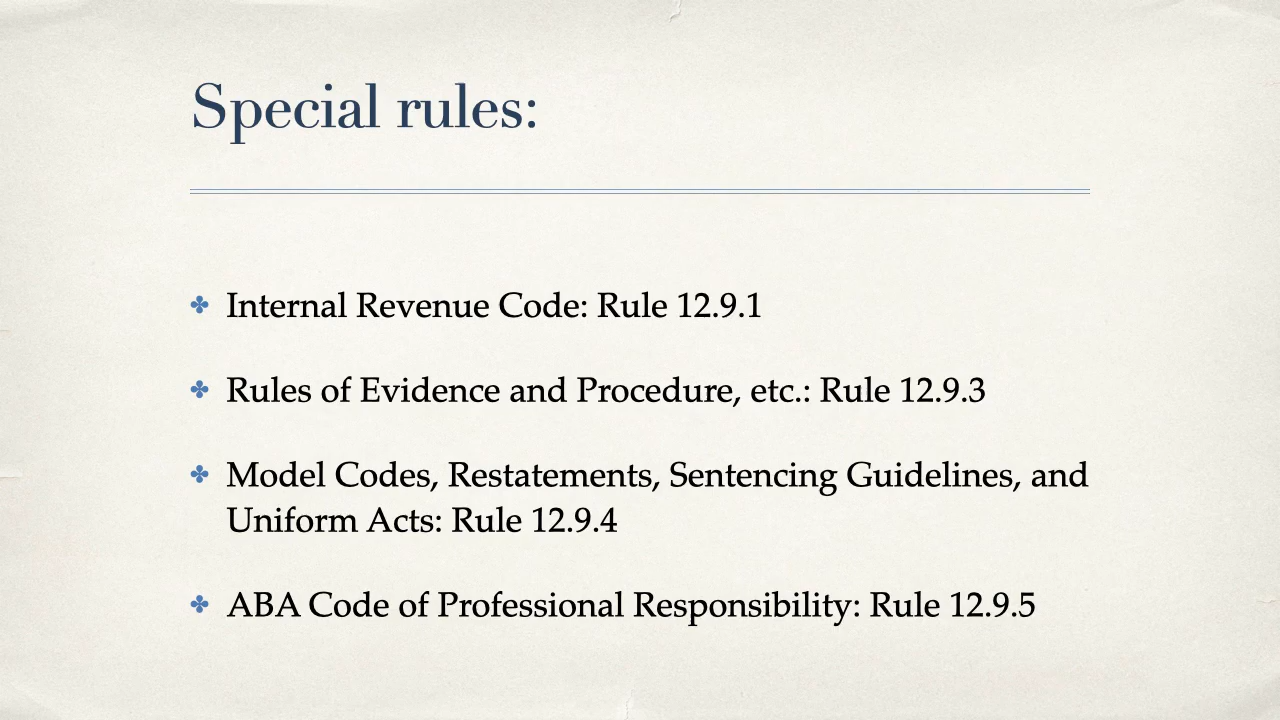 Special rules:
Internal Revenue Code: Rule 12.9.1
Rules of Evidence and Procedure, etc.: Rule 12.9.3
Model Codes, Restatements, Sentencing Guidelines, and
Uniform Acts: Rule 12.9.4
ABA Code of Professional Responsibility: Rule 12.9.5